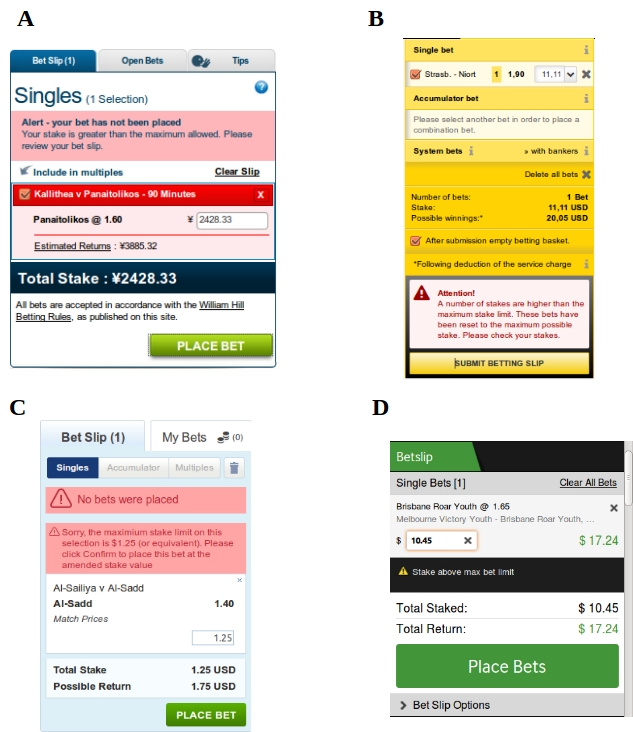 A
Bet Slip (1) Open Bets Tips
Singles (1 Selection) ?
Alert - your bet has not been placed
Your stake is greater than the maximum allowed. Please
review your bet slip.
Include in multiples Clear Slip
Kallithea v Panaitolikos - 90 Minutes X
Panaitolikos @ 1.60 ¥ 2428.33
Estimated Returns : ¥3885.32
Total Stake : ¥2428.33
All bets are accepted in accordance with the William Hill
Betting Rules, as published on this site.
PLACE BET
B
Single bet i
Strasb. - Niort 1 1,90 11,11
Accumulator bet i
Please select another bet in order to place a
combination bet.
System bets i » with bankers i
Delete all bets
Number of bets: 1 Bet
Stake: 11,11 USD
Possible winnings:* 20,05 USD
After submission empty betting basket.
*Following deduction of the service charge i
Attention!
A number of stakes are higher than the
maximum stake limit. These bets have
been reset to the maximum possible
stake. Please check your stakes.
SUBMIT BETTING SLIP
C
Bet Slip (1) My Bets (0)
Singles Accumulator Multiples
No bets were placed
Sorry, the maximium stake limit on this
selection is $1.25 (or equivalent). Please
click Confirm to place this bet at the
amended stake value
Al-Sailiya v Al-Sadd
Al-Sadd 1.40
Match Prices
1.25
Total Stake 1.25 USD
Possible Return 1.75 USD
PLACE BET
D
Betslip
Single Bets [1] Clear All Bets
Brisbane Roar Youth @ 1.65
Melbourne Victory Youth - Brisbane Roar Youth, ...
$ 10.45 $ 17.24
Stake above max bet limit
Total Staked: $ 10.45
Total Return: $ 17.24
Place Bets
Bet Slip Options